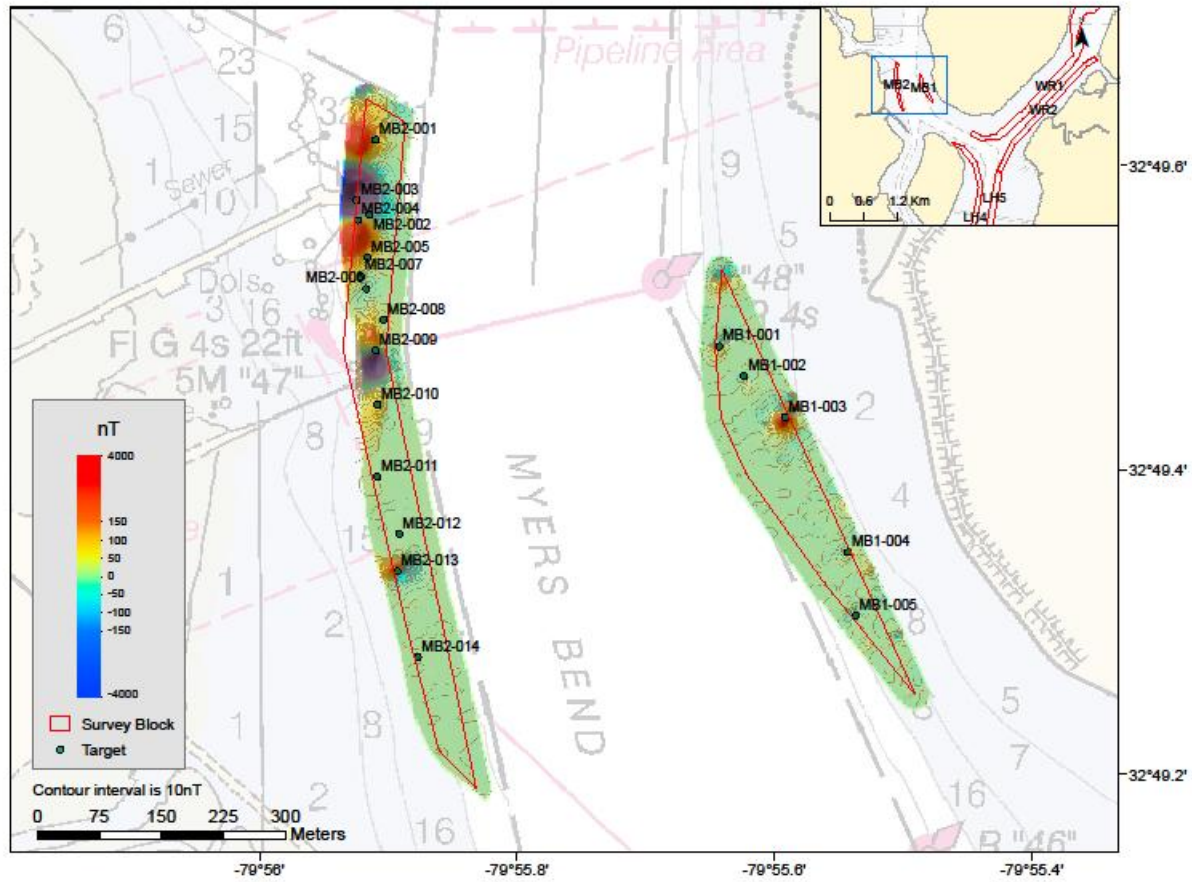 6
5
23
Pipeline Area
15
32
1
Sewer
10
MB2-001
MB2-003
MB2-004
MB2-002
MB2-005
MB2-007
MB2-006
MB2-008
MB2-009
MB2-010
MB2-011
MB2-012
MB2-013
MB2-014
Dols
3
16
Fl G 4s 22ft
5M "47"
8
9
1
2
8
1
2
16
MYERS
BEND
9
5
"48"
4s
MB1-001
MB1-002
MB1-003
MB1-004
MB1-005
2
4
8
5
7
16
R "46"
MB2
MB1
WR1
WR2
LH5
LH4
0 0.6 1.2 Km
nT
4000
150
100
50
0
-50
-100
-150
-4000
Survey Block
Target
Contour interval is 10nT
0 75 150 225 300
Meters
32°49.6'
32°49.4'
32°49.2'
-79°56' -79°55.8' -79°55.6' -79°55.4'